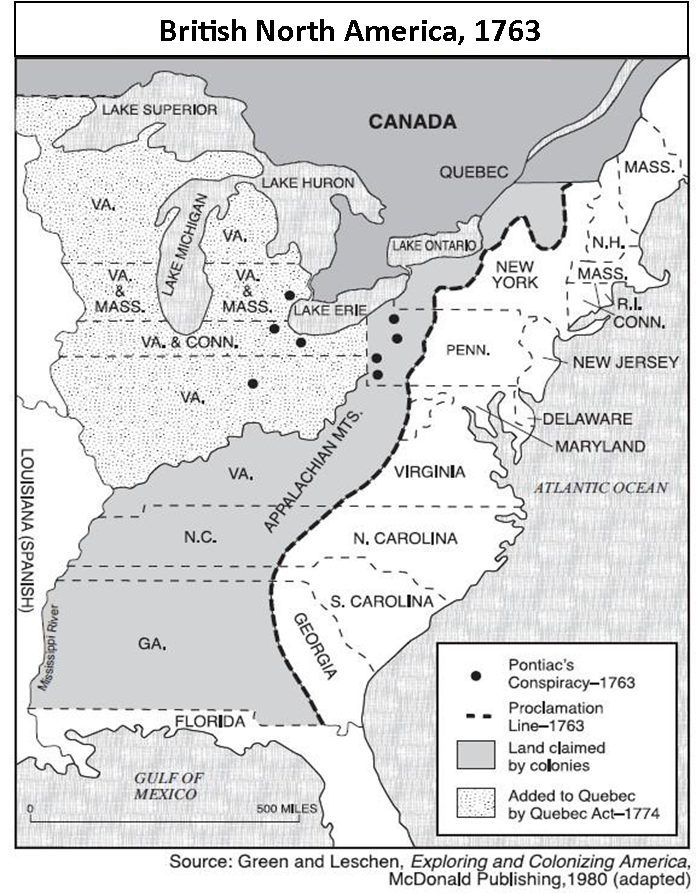 British North America, 1763
LAKE SUPERIOR
CANADA
QUEBEC
MASS.
LAKE HURON
VA.
LAKE MICHIGAN
VA.
LAKE ONTARIO
N.H.
NEW
YORK
MASS.
VA.
&
MASS.
VA.
&
MASS.
LAKE ERIE
R.I.
CONN.
VA. & CONN.
PENN.
NEW JERSEY
VA.
DELAWARE
MARYLAND
APPALACHIAN MTS.
VA.
VIRGINIA
ATLANTIC OCEAN
LOUISIANA (SPANISH)
N.C.
N. CAROLINA
S. CAROLINA
GEORGIA
Mississippi River
GA.
FLORIDA
GULF OF
MEXICO
0
500 MILES
Pontiac's
Conspiracy–1763
Proclamation
Line–1763
Land claimed
by colonies
Added to Quebec
by Quebec Act–1774
Source: Green and Leschen, Exploring and Colonizing America,
McDonald Publishing,1980 (adapted)